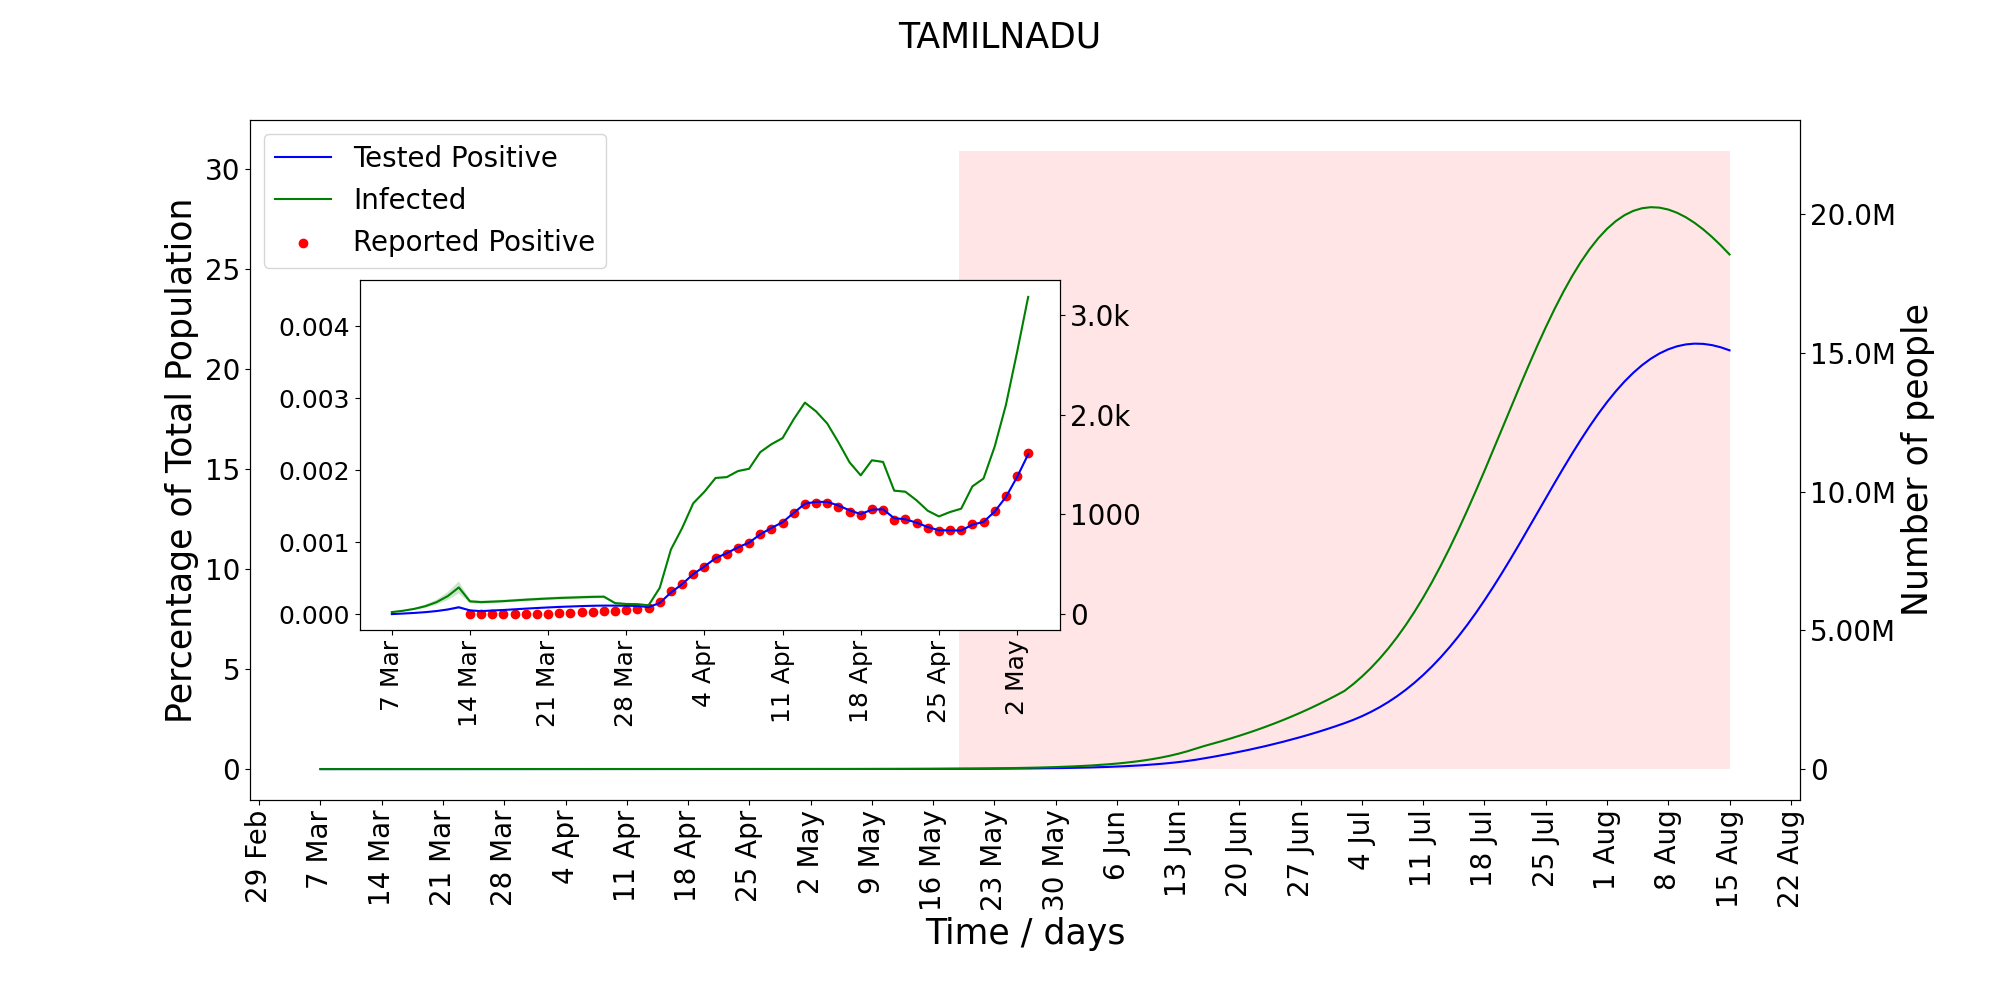 TAMILNADU
Tested Positive
Infected
Reported Positive
Percentage of Total Population
30
25
20
15
10
5
0
0.004
0.003
0.002
0.001
0.000
3.0k
2.0k
1000
0
7 Mar
14 Mar
21 Mar
28 Mar
4 Apr
11 Apr
18 Apr
25 Apr
2 May
20.0M
15.0M
10.0M
5.00M
0
Number of people
29 Feb
7 Mar
14 Mar
21 Mar
28 Mar
4 Apr
11 Apr
18 Apr
25 Apr
2 May
9 May
16 May
23 May
30 May
6 Jun
13 Jun
20 Jun
27 Jun
4 Jul
11 Jul
18 Jul
25 Jul
1 Aug
8 Aug
15 Aug
22 Aug
Time / days